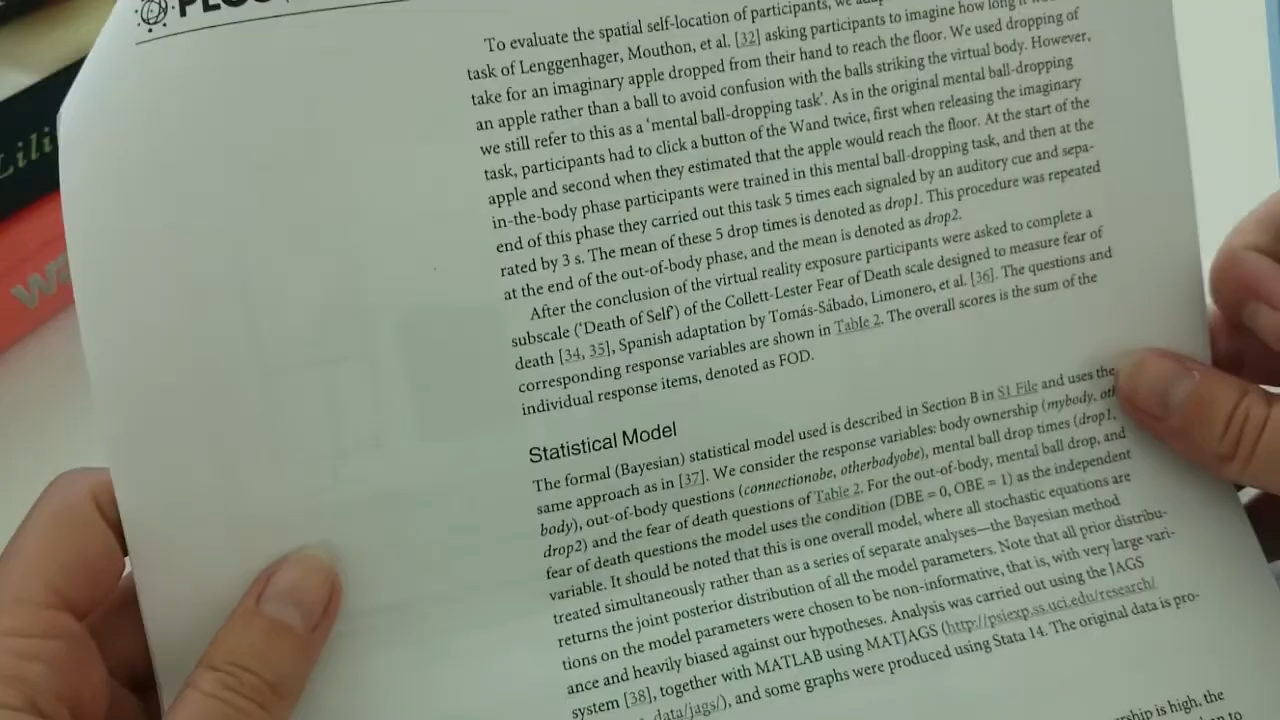 PLOS
Lili
To evaluate the spatial self-location of participants, we
task of Lenggenhager, Mouthon, et al. [32] asking participants to imagine how long it
take for an imaginary apple dropped from their hand to reach the floor. We used dropping of
an apple rather than a ball to avoid confusion with the balls striking the virtual body. However,
we still refer to this as a ‘mental ball-dropping task’. As in the original mental ball-dropping
task, participants had to click a button of the Wand twice, first when releasing the imaginary
apple and second when they estimated that the apple would reach the floor. At the start of the
in-the-body phase participants were trained in this mental ball-dropping task, and then at the
end of this phase they carried out this task 5 times each signaled by an auditory cue and sepa-
rated by 3 s. The mean of these 5 drop times is denoted as drop1. This procedure was repeated
at the end of the out-of-body phase, and the mean is denoted as drop2.
After the conclusion of the virtual reality exposure participants were asked to complete a
subscale (‘Death of Self’) of the Collett-Lester Fear of Death scale designed to measure fear of
death [34, 35], Spanish adaptation by Tomás-Sábado, Limonero, et al. [36]. The questions and
corresponding response variables are shown in Table 2. The overall scores is the sum of the
individual response items, denoted as FOD.
Statistical Model
The formal (Bayesian) statistical model used is described in Section B in S1 File and uses the
same approach as in [37]. We consider the response variables: body ownership (mybody, oth
body), out-of-body questions (connectionobe, otherbodyobe), mental ball drop times (drop1,
drop2) and the fear of death questions of Table 2. For the out-of-body, mental ball drop, and
fear of death questions the model uses the condition (DBE = 0, OBE = 1) as the independent
variable. It should be noted that this is one overall model, where all stochastic equations are
treated simultaneously rather than as a series of separate analyses—the Bayesian method
returns the joint posterior distribution of all the model parameters. Note that all prior distribu-
tions on the model parameters were chosen to be non-informative, that is, with very large vari-
ance and heavily biased against our hypotheses. Analysis was carried out using the JAGS
system [38], together with MATLAB using MATJAGS (http://psiexp.ss.uci.edu/research/
data/jags/), and some graphs were produced using Stata 14. The original data is pro-
ership is high, the